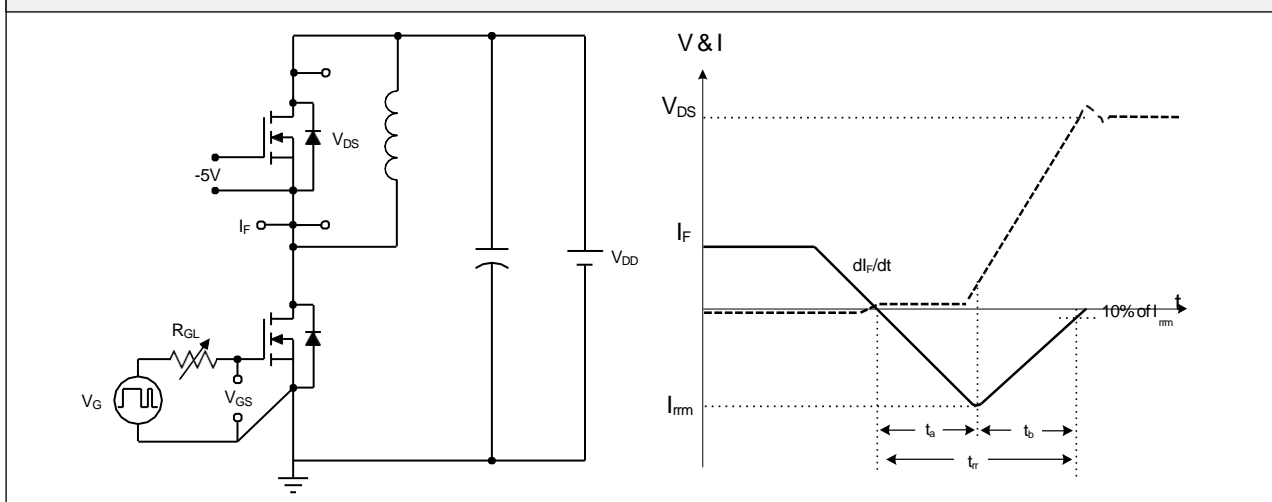 V_DS
-5V
I_F
V_DD
R_GL
V_GS
V_G
V & I
V_DS
I_F
dI_F/dt
t
10% of I_rrm
I_rrm
t_a
t_b
t_rr